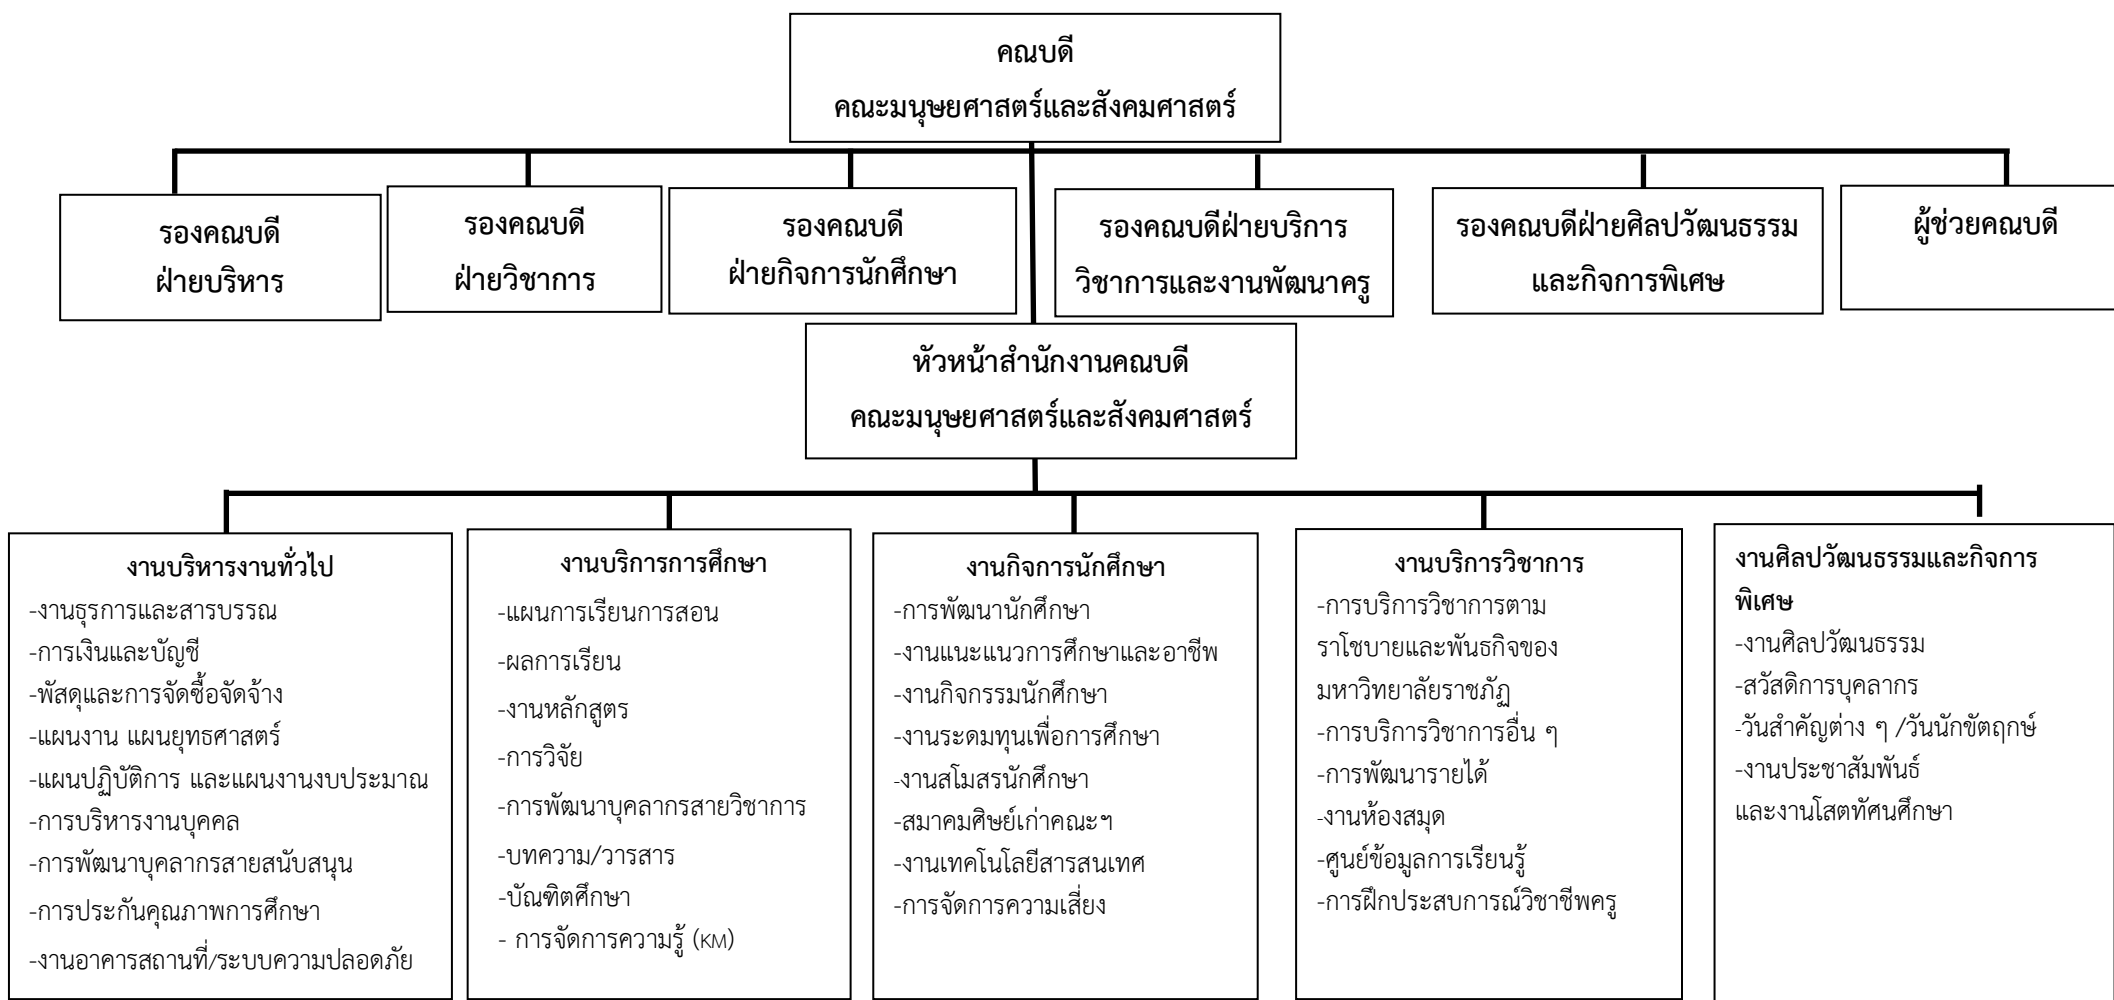 คณบดี
คณะมนุษยศาสตร์และสังคมศาสตร์
รองคณบดี
ฝ่ายบริหาร
รองคณบดี
ฝ่ายวิชาการ
รองคณบดี
ฝ่ายกิจการนักศึกษา
รองคณบดีฝ่ายบริการ
วิชาการและงานพัฒนาครู
รองคณบดีฝ่ายศิลปวัฒนธรรม
และกิจการพิเศษ
ผู้ช่วยคณบดี
หัวหน้าสำนักงานคณบดี
คณะมนุษยศาสตร์และสังคมศาสตร์
งานบริหารงานทั่วไป
-งานธุรการและสารบรรณ
-การเงินและบัญชี
-พัสดุและการจัดซื้อจัดจ้าง
-แผนงาน แผนยุทธศาสตร์
-แผนปฏิบัติการ และแผนงานงบประมาณ
-การบริหารงานบุคคล
-การพัฒนาบุคลากรสายสนับสนุน
-การประกันคุณภาพการศึกษา
-งานอาคารสถานที่/ระบบความปลอดภัย
งานบริการการศึกษา
-แผนการเรียนการสอน
-ผลการเรียน
-งานหลักสูตร
-การวิจัย
-การพัฒนาบุคลากรสายวิชาการ
-บทความ/วารสาร
-บัณฑิตศึกษา
- การจัดการความรู้ (KM)
งานกิจการนักศึกษา
-การพัฒนานักศึกษา
-งานแนะแนวการศึกษาและอาชีพ
-งานกิจกรรมนักศึกษา
-งานระดมทุนเพื่อการศึกษา
-งานสโมสรนักศึกษา
-สมาคมศิษย์เก่าคณะฯ
-งานเทคโนโลยีสารสนเทศ
-การจัดการความเสี่ยง
งานบริการวิชาการ
-การบริการวิชาการตาม
ราโชบายและพันธกิจของ
มหาวิทยาลัยราชภัฏ
-การบริการวิชาการอื่น ๆ
-การพัฒนารายได้
-งานห้องสมุด
-ศูนย์ข้อมูลการเรียนรู้
-การฝึกประสบการณ์วิชาชีพครู
งานศิลปวัฒนธรรมและกิจการ
พิเศษ
-งานศิลปวัฒนธรรม
-สวัสดิการบุคลากร
-วันสำคัญต่าง ๆ /วันนักขัตฤกษ์
-งานประชาสัมพันธ์
และงานโสตทัศนศึกษา